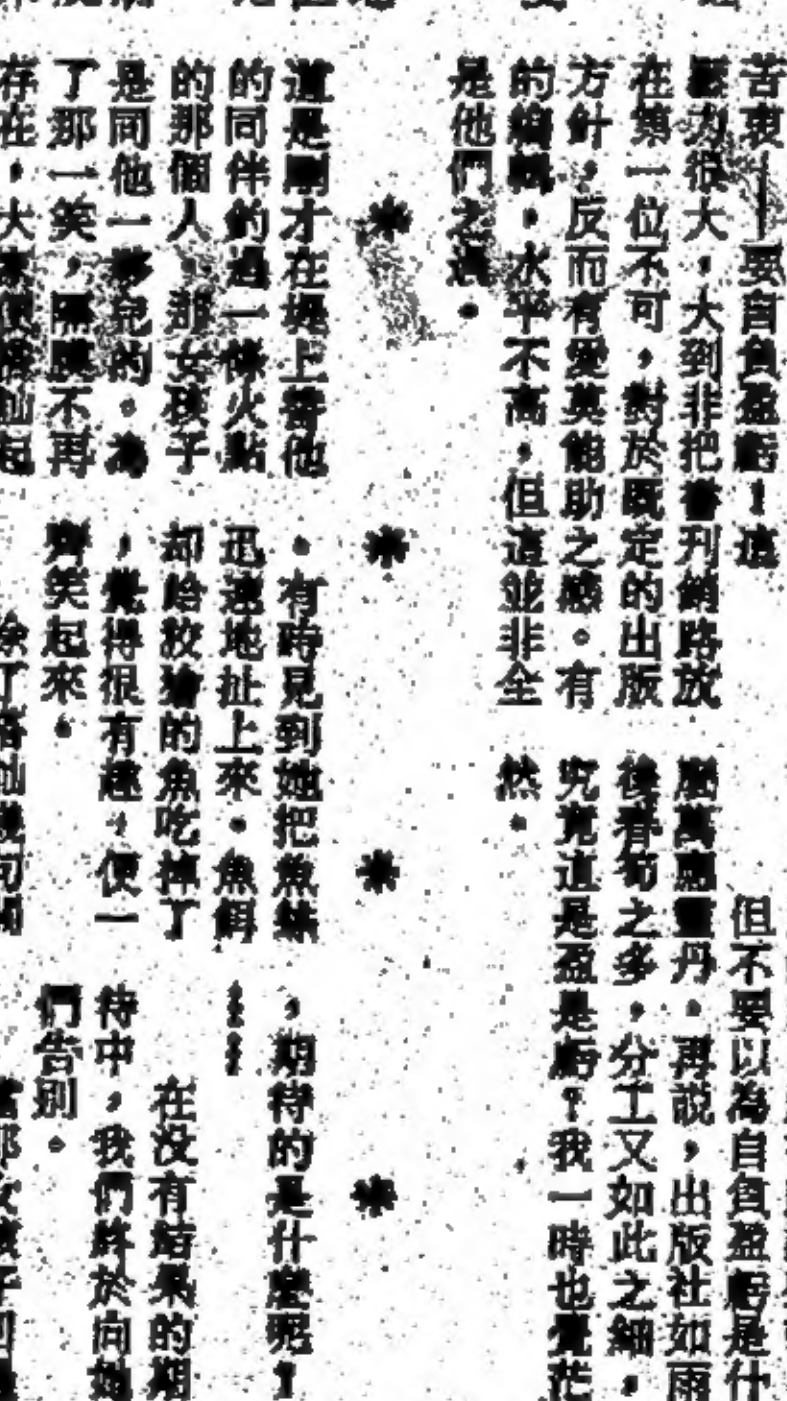 苦衷——要自負盈虧！這
壓力很大，大到非把書刊銷路放
在第一位不可，對於既定的出版
方針，反而有愛莫能助之感。有
的編輯，水平不高，但這並非全
是他們之過。
但不要以為自負盈虧是什
麼萬應靈丹。再說，出版社如雨
後春筍之多，分工又如此之細，
究竟這是盈是虧？我一時也覺茫
然。
＊ ＊ ＊ ＊
這是剛才在堤上替他
的同伴釣過一條火點
的那個人。那女孩子
是同他一夥兒的。為
了那一笑，隔膜不再
存在，大家便
。有時見到她把魚絲
迅速地扯上來。魚餌
却給狡獪的魚吃掉了
，覺得很有趣，便一
齊笑起來。
，期待的是什麼呢！
……
在沒有結果的期
待中，我們終於向她
們告別。